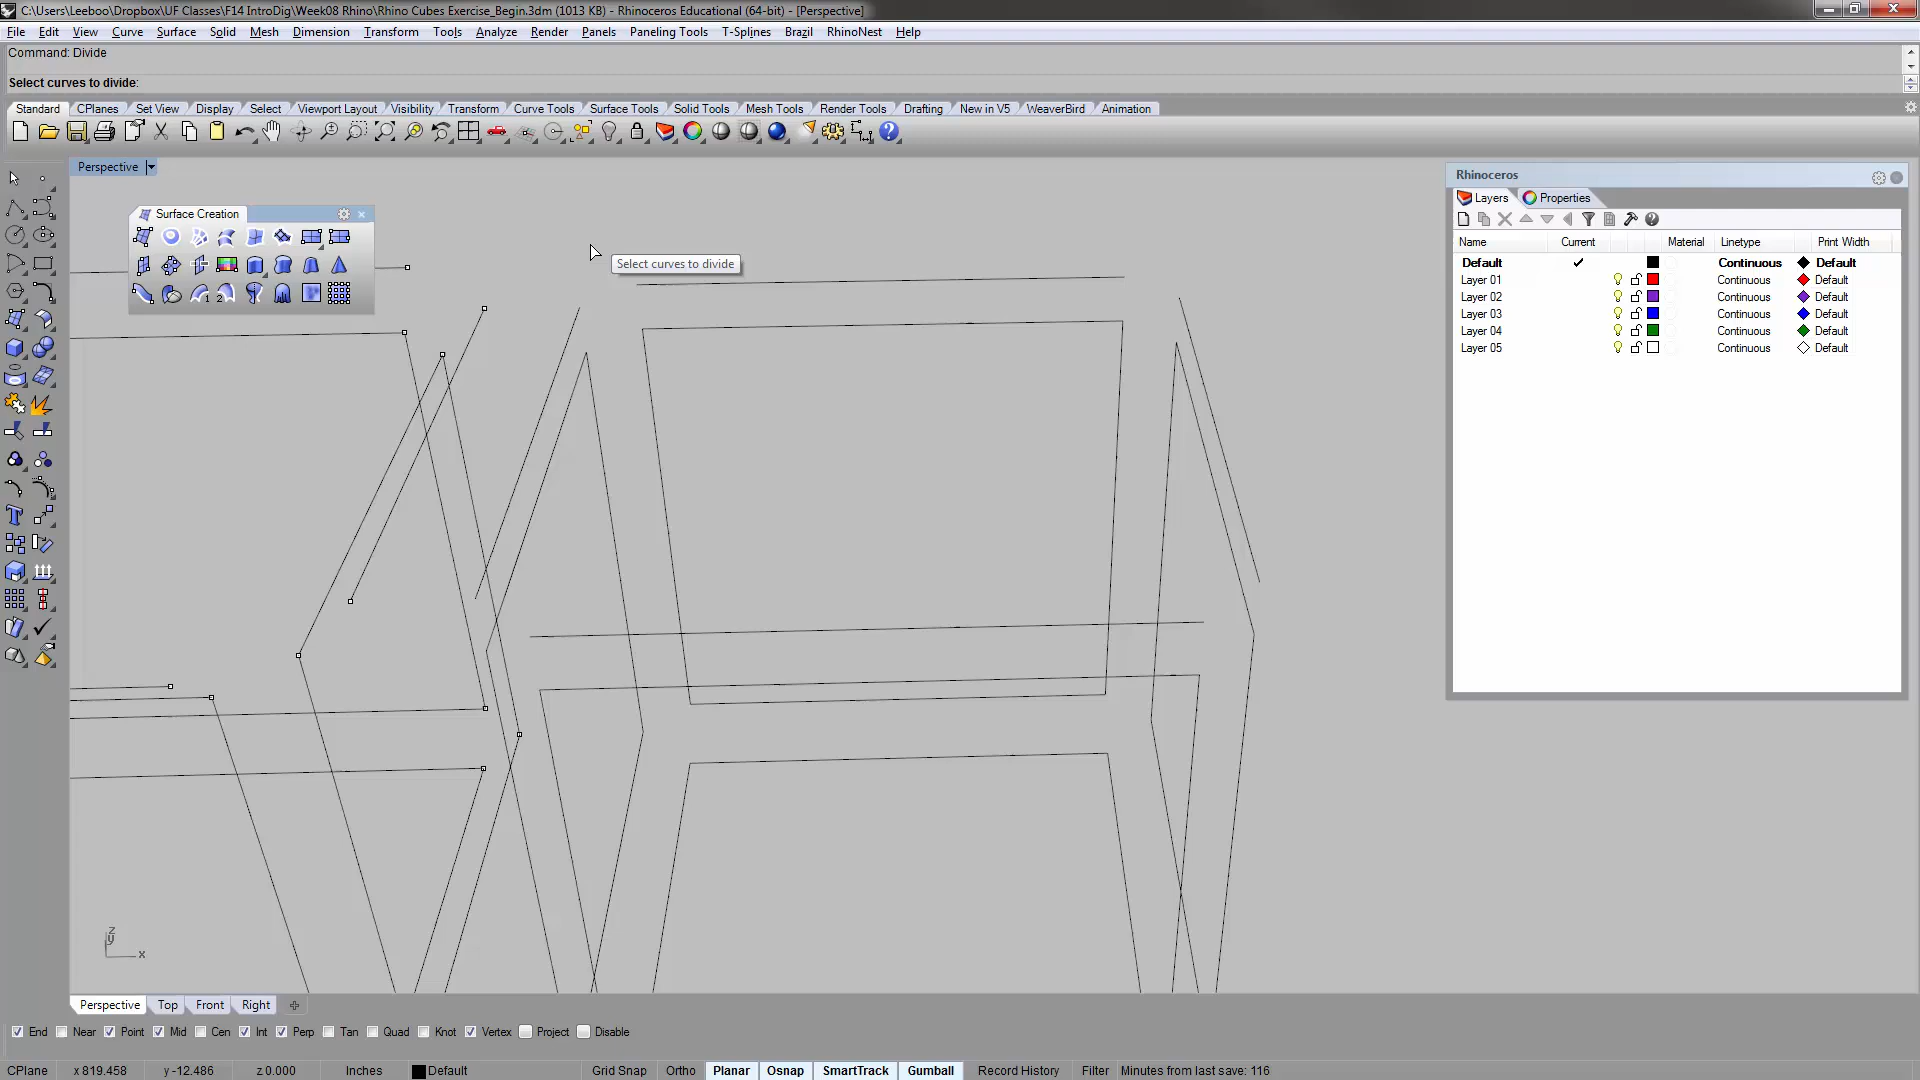 C:\Users\Leeboo\Dropbox\UF Classes\F14 IntroDig\Week08 Rhino\Rhino Cubes Exercise_Begin.3dm (1013 KB) - Rhinoceros Educational (64-bit) - [Perspective]
File Edit View Curve Surface Solid Mesh Dimension Transform Tools Analyze Render Panels Paneling Tools T-Splines Brazil RhinoNest Help
Command: Divide
Select curves to divide:
Standard CPlanes Set View Display Select Viewport Layout Visibility Transform Curve Tools Surface Tools Solid Tools Mesh Tools Render Tools Drafting New in V5 WeaverBird Animation
Perspective
Surface Creation
Select curves to divide
Rhinoceros
Layers Properties
Name Current Material Linetype Print Width
Default Continuous Default
Layer 01 Continuous Default
Layer 02 Continuous Default
Layer 03 Continuous Default
Layer 04 Continuous Default
Layer 05 Continuous Default
z
y
x
Perspective Top Front Right
End Near Point Mid Cen Int Perp Tan Quad Knot Vertex Project Disable
CPlane x 819.458 y -12.486 z 0.000 Inches Default Grid Snap Ortho Planar Osnap SmartTrack Gumball Record History Filter Minutes from last save: 116